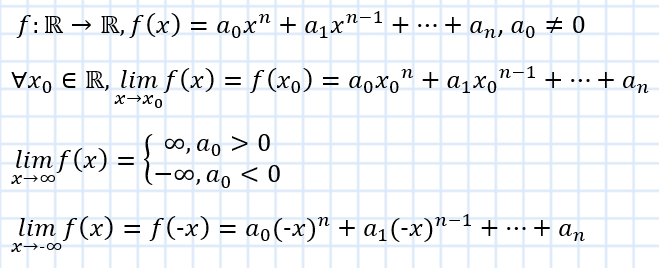 f: ℝ → ℝ, f(x) = a₀xⁿ + a₁xⁿ⁻¹ + ⋯ + aₙ, a₀ ≠ 0
∀x₀ ∈ ℝ, lim_{x→x₀} f(x) = f(x₀) = a₀x₀ⁿ + a₁x₀ⁿ⁻¹ + ⋯ + aₙ
lim_{x→∞} f(x) = { ∞, a₀ > 0
−∞, a₀ < 0
lim_{x→-∞} f(x) = f(-x) = a₀(-x)ⁿ + a₁(-x)ⁿ⁻¹ + ⋯ + aₙ